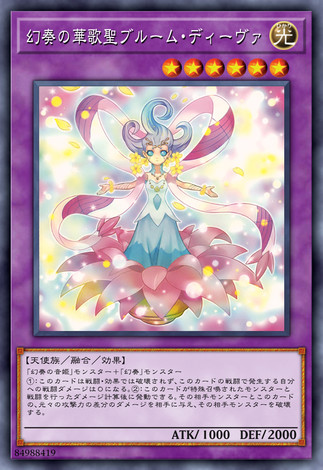 幻奏の華歌聖ブルーム・ディーヴァ
光
【天使族／融合／効果】
「幻奏の音姫」モンスター＋「幻奏」モンスター
①：このカードは戦闘・効果では破壊されず、このカードの戦闘で発生する自分
への戦闘ダメージは０になる。②：このカードが特殊召喚されたモンスター
と戦闘を行ったダメージ計算後に発動できる。その相手モンスターとこのカード
の、元々の攻撃力の差分のダメージを相手に与え、その相手モンスターを破壊
する。
ATK/1000 DEF/2000
84988419